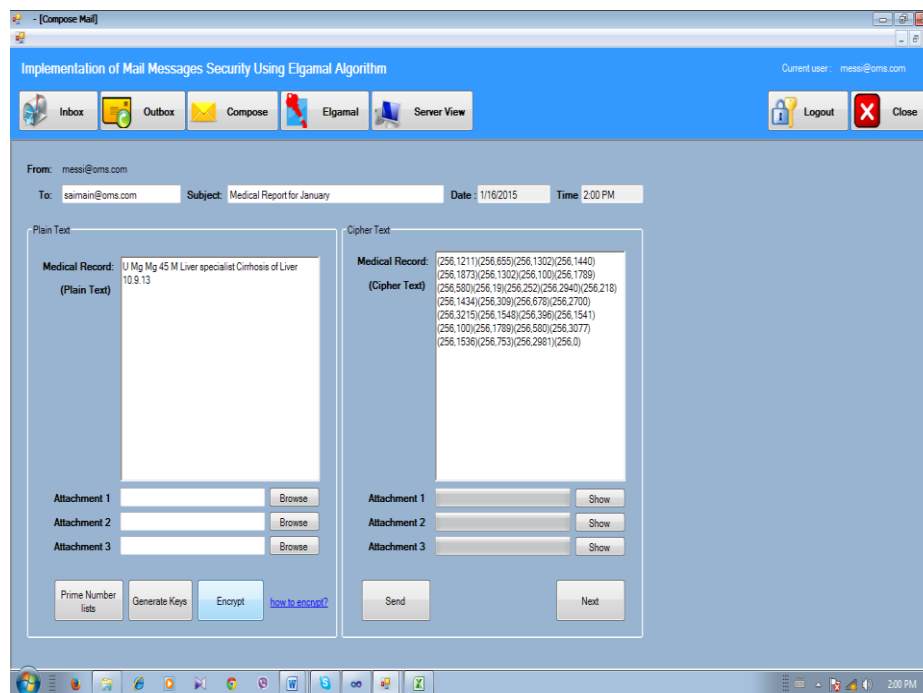 - [Compose Mail]
Implementation of Mail Messages Security Using Elgamal Algorithm
Current user : messi@oms.com
Inbox
Outbox
Compose
Elgamal
Server View
Logout
Close
From: messi@oms.com
To: saimain@oms.com
Subject: Medical Report for January
Date : 1/16/2015
Time 2:00 PM
Plain Text
Medical Record:
(Plain Text)
U Mg Mg 45 M Liver specialist Cirrhosis of Liver
10.9.13
Attachment 1
Browse
Attachment 2
Browse
Attachment 3
Browse
Prime Number
lists
Generate Keys
Encrypt
how to encrypt?
Cipher Text
Medical Record:
(Cipher Text)
(256,1211)(256,655)(256,1302)(256,1440)
(256,1873)(256,1302)(256,100)(256,1789)
(256,580)(256,19)(256,252)(256,2940)(256,218)
(256,1434)(256,309)(256,678)(256,2700)
(256,3215)(256,1548)(256,396)(256,1541)
(256,100)(256,1789)(256,580)(256,3077)
(256,1536)(256,753)(256,2981)(256,0)
Attachment 1
Show
Attachment 2
Show
Attachment 3
Show
Send
Next
2:00 PM